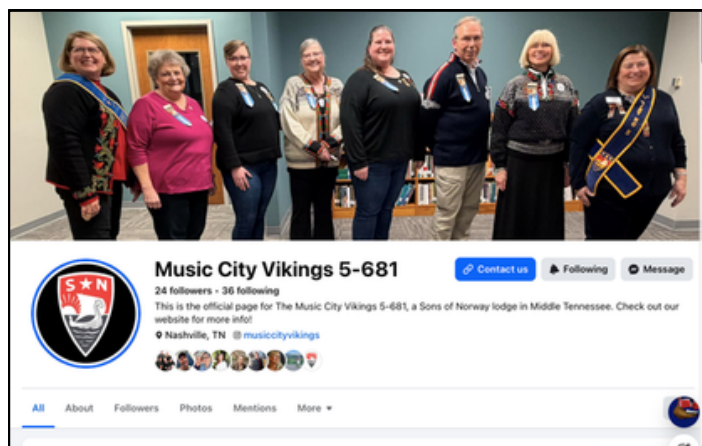 S ★ N
Music City Vikings 5-681
24 followers • 36 following
This is the official page for The Music City Vikings 5-681, a Sons of Norway lodge in Middle Tennessee. Check out our
website for more info!
Nashville, TN musiccityvikings
Contact us
Following
Message
All About Followers Photos Mentions More